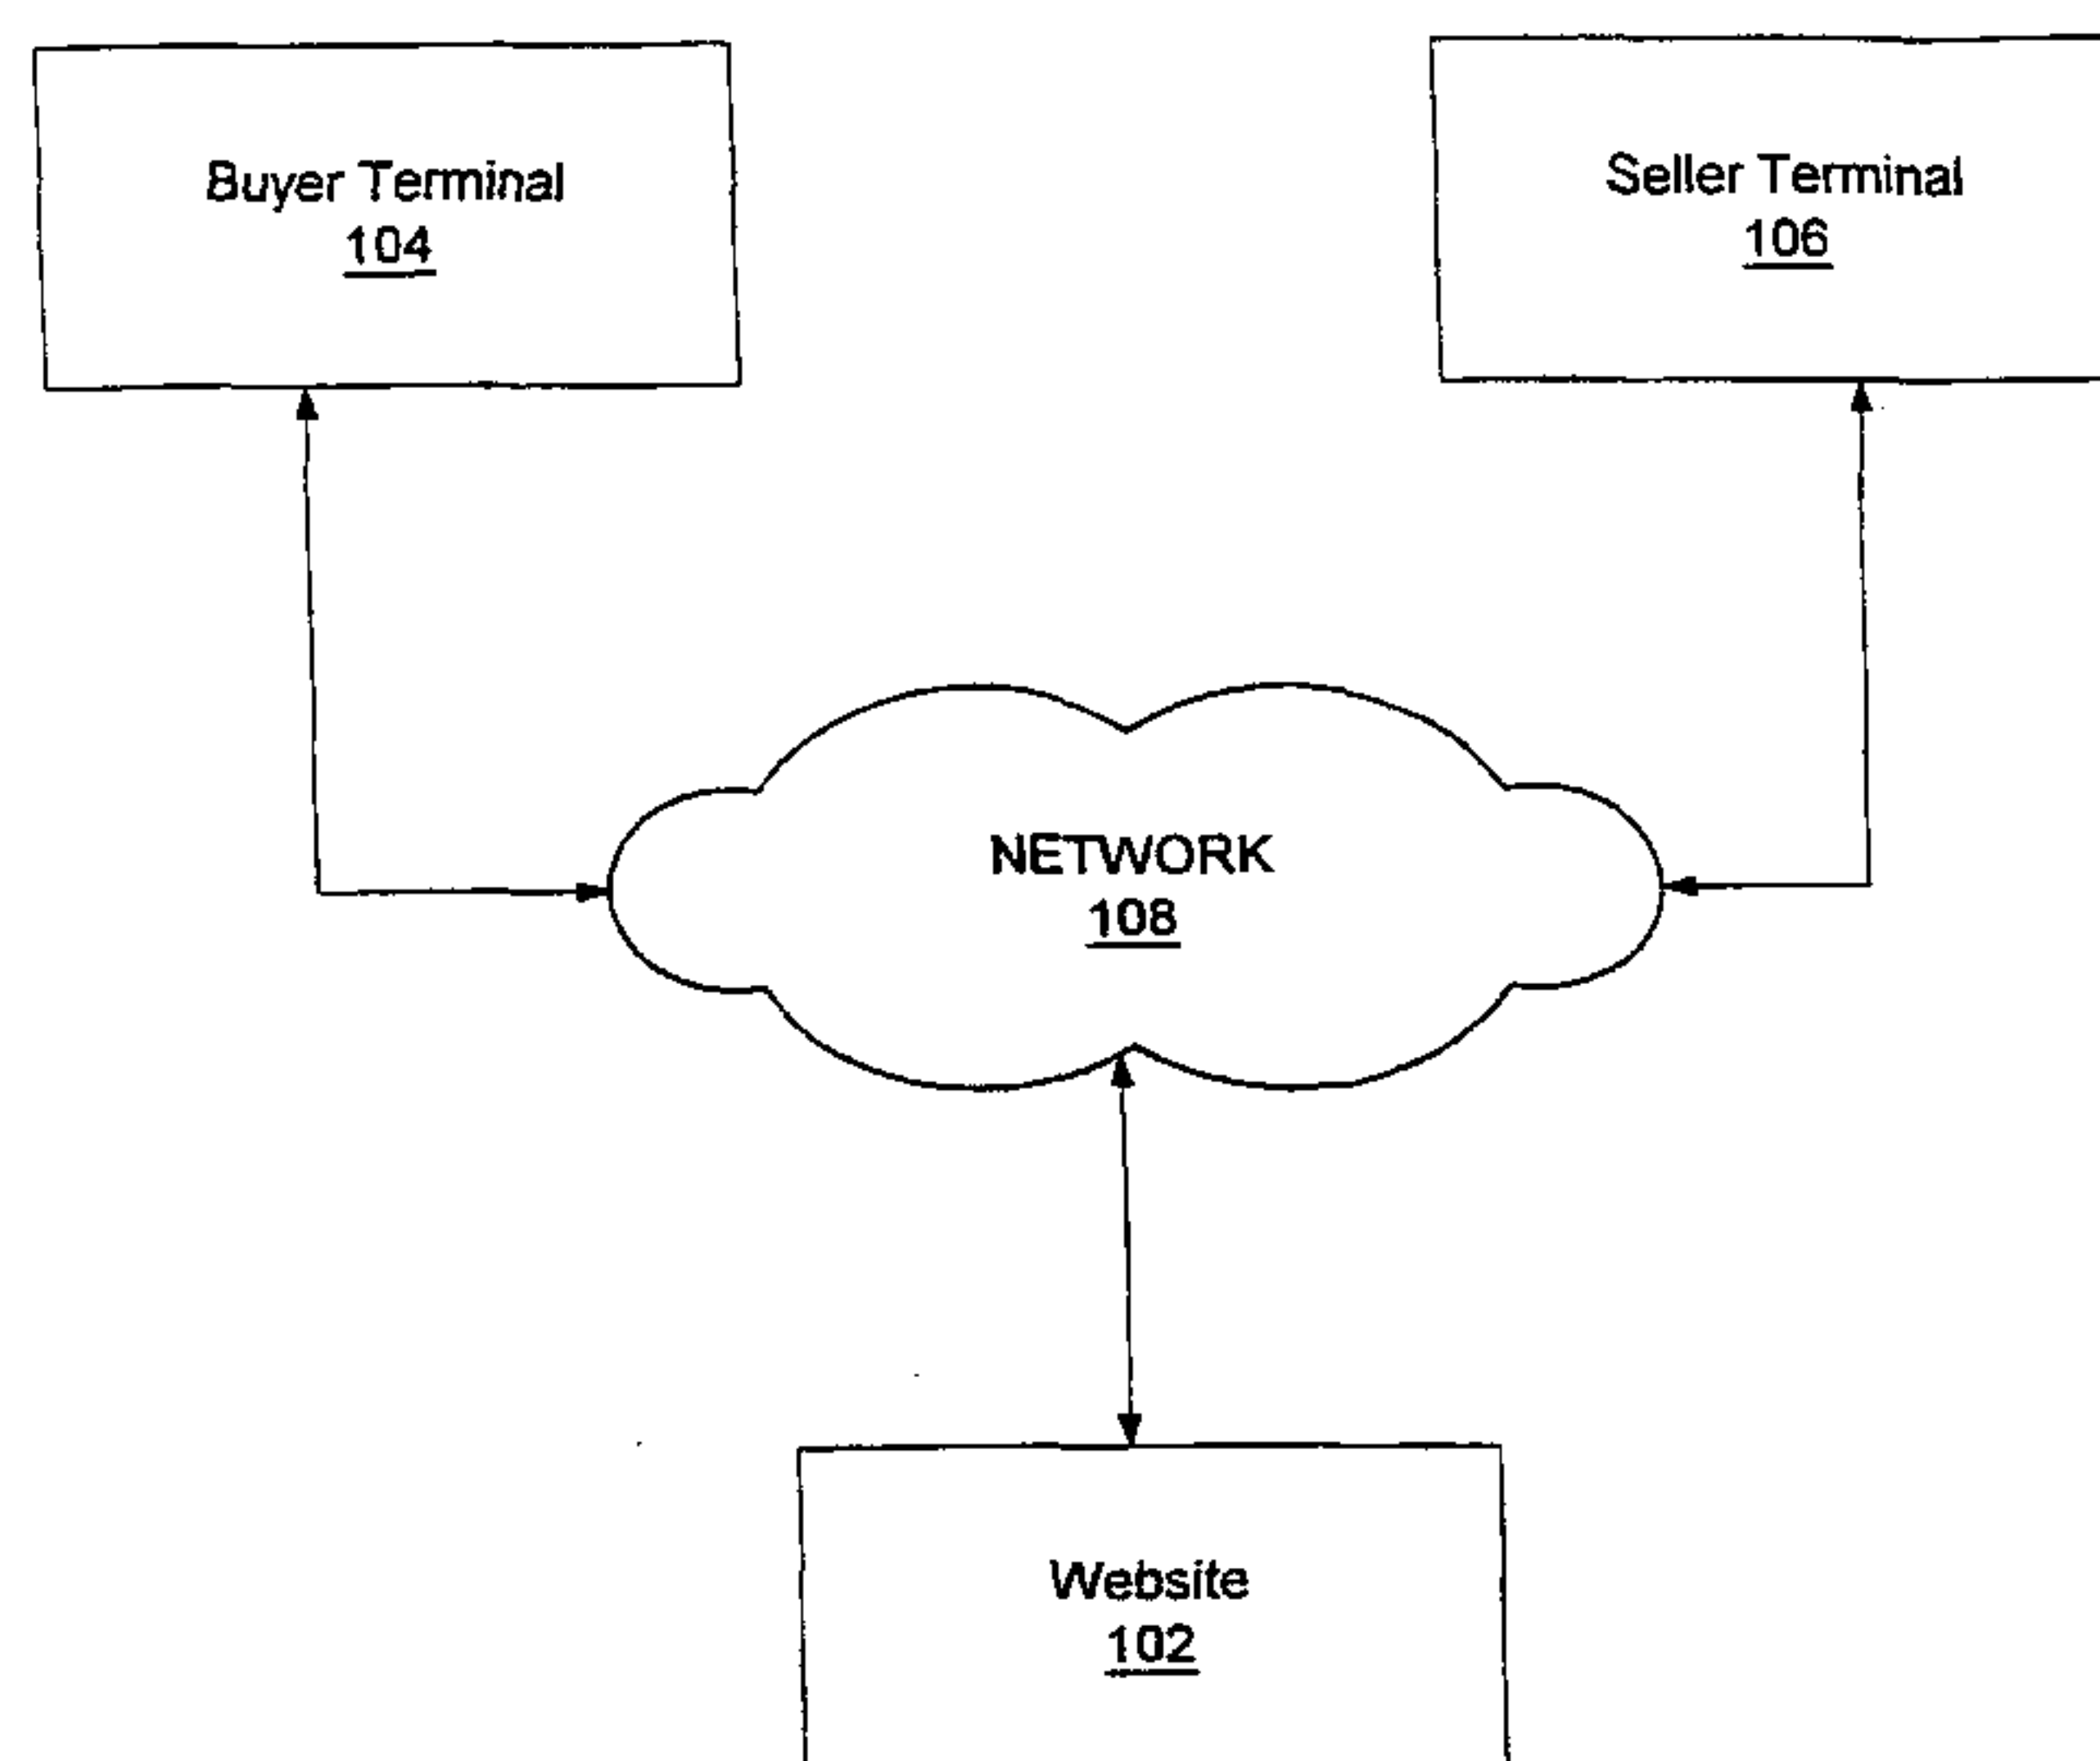 Buyer Terminal
104
Seller Terminal
106
NETWORK
108
Website
102